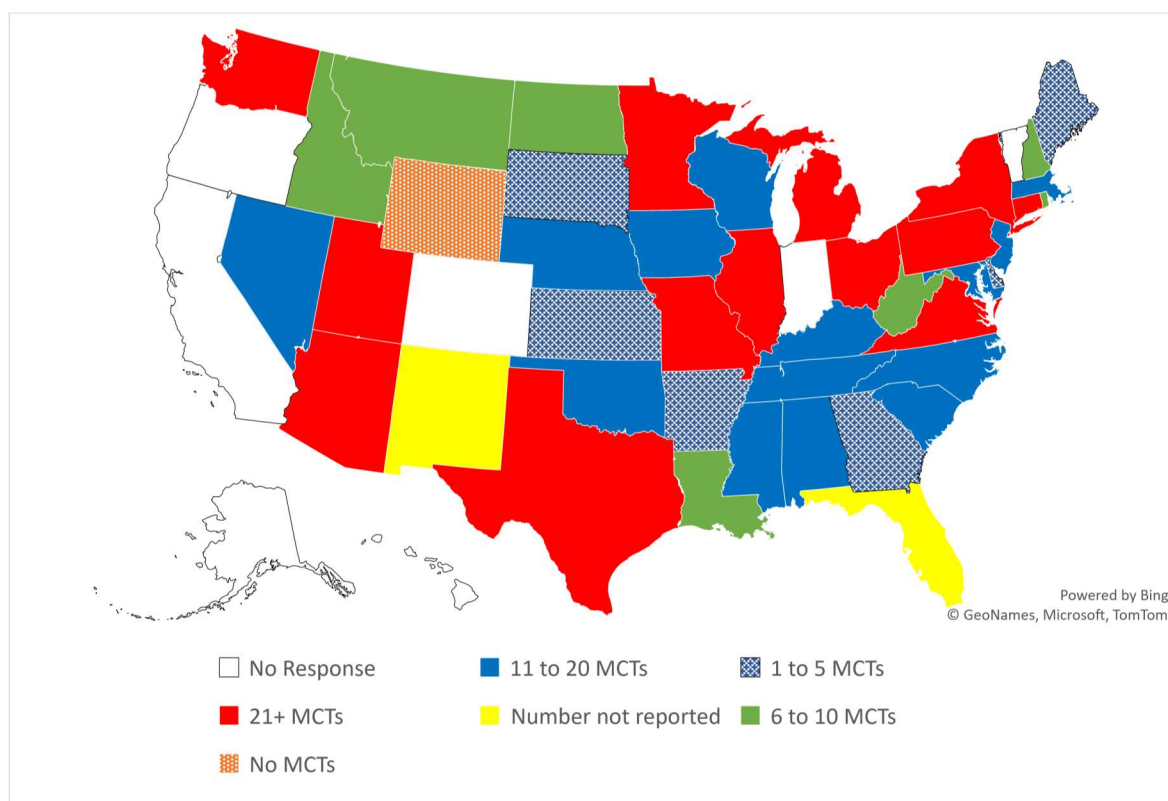 Powered by Bing
© GeoNames, Microsoft, TomTom
No Response
11 to 20 MCTs
1 to 5 MCTs
21+ MCTs
Number not reported
6 to 10 MCTs
No MCTs